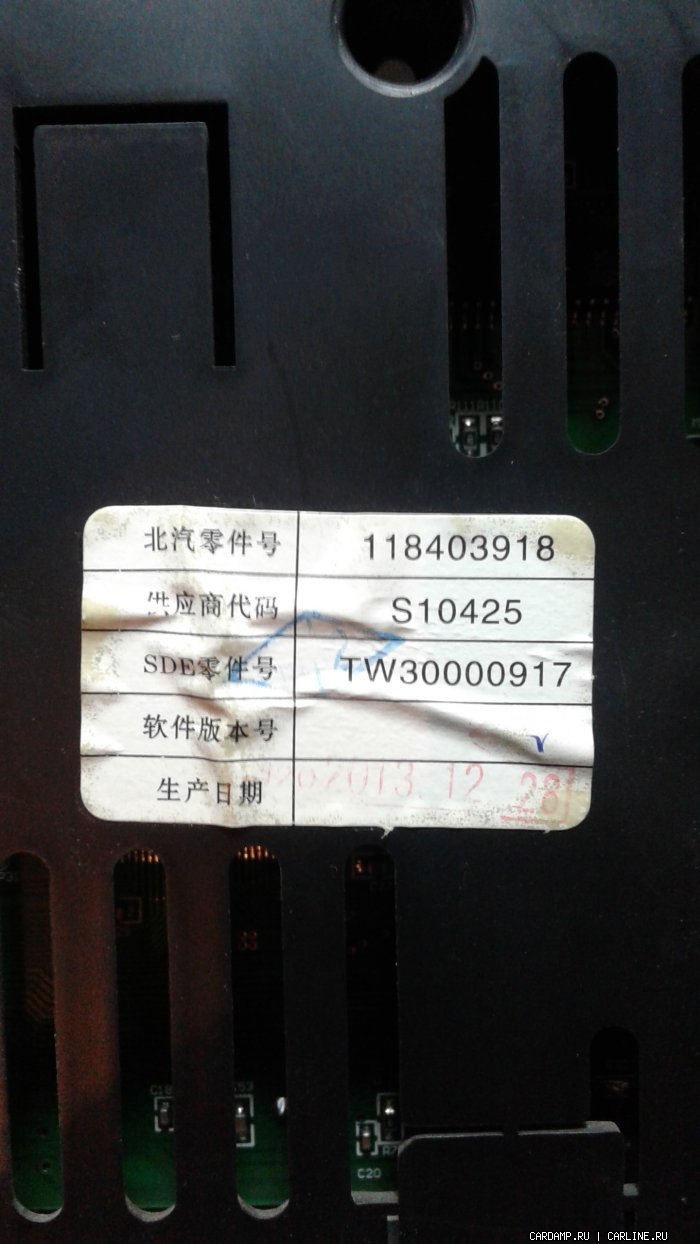 北汽零件号 118403918
供应商代码 S10425
SDE零件号 TW30000917
软件版本号
生产日期 2013.12 28
C20
CARDAMP.RU | CARLINE.RU